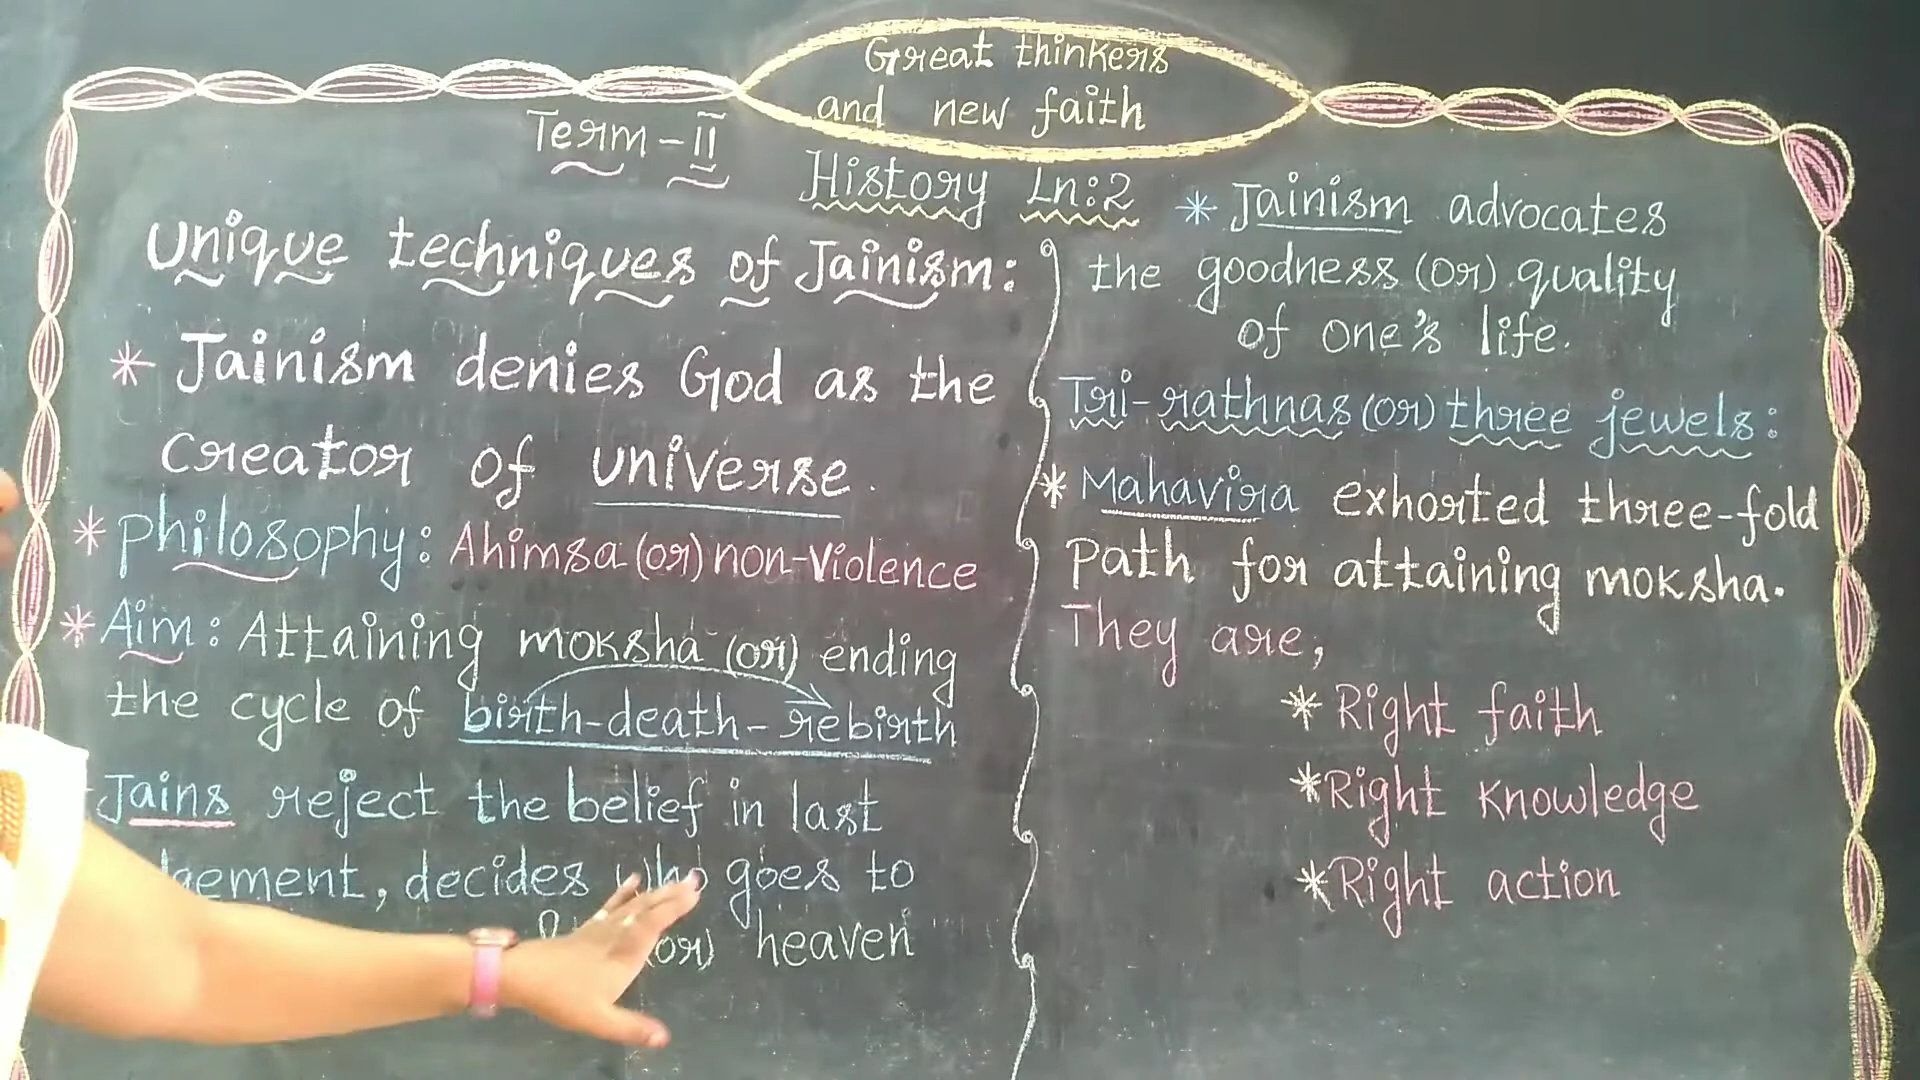 Great thinkers
and new faith
Term-II
History Ln:2
Unique techniques of Jainism:
* Jainism denies God as the
creator of universe.
* Philosophy: Ahimsa (or) non-violence
* Aim: Attaining moksha (or) ending
the cycle of birth-death-rebirth
Jains reject the belief in last
gement, decides who goes to
(or) heaven
* Jainism advocates
the goodness (or) quality
of one's life.
Tri-rathnas (or) three jewels:
* Mahavira exhorted three-fold
path for attaining moksha.
They are,
* Right faith
* Right knowledge
* Right action